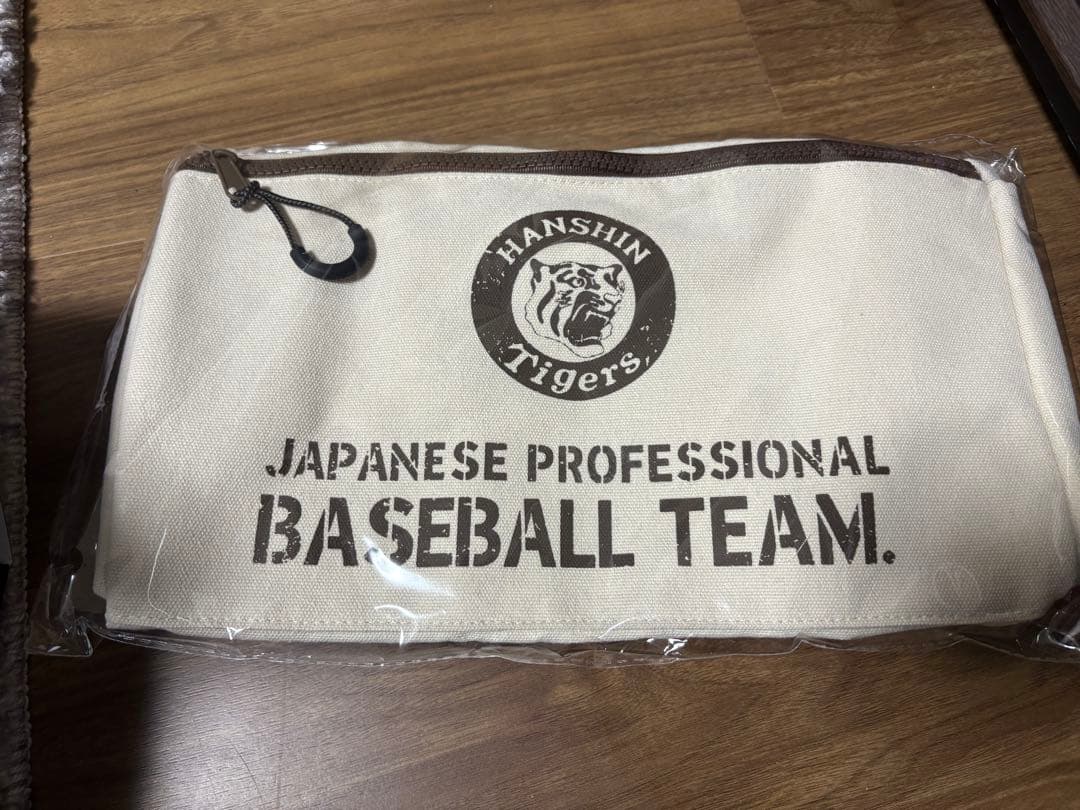 HANSHIN
Tigers
JAPANESE PROFESSIONAL
BASEBALL TEAM.